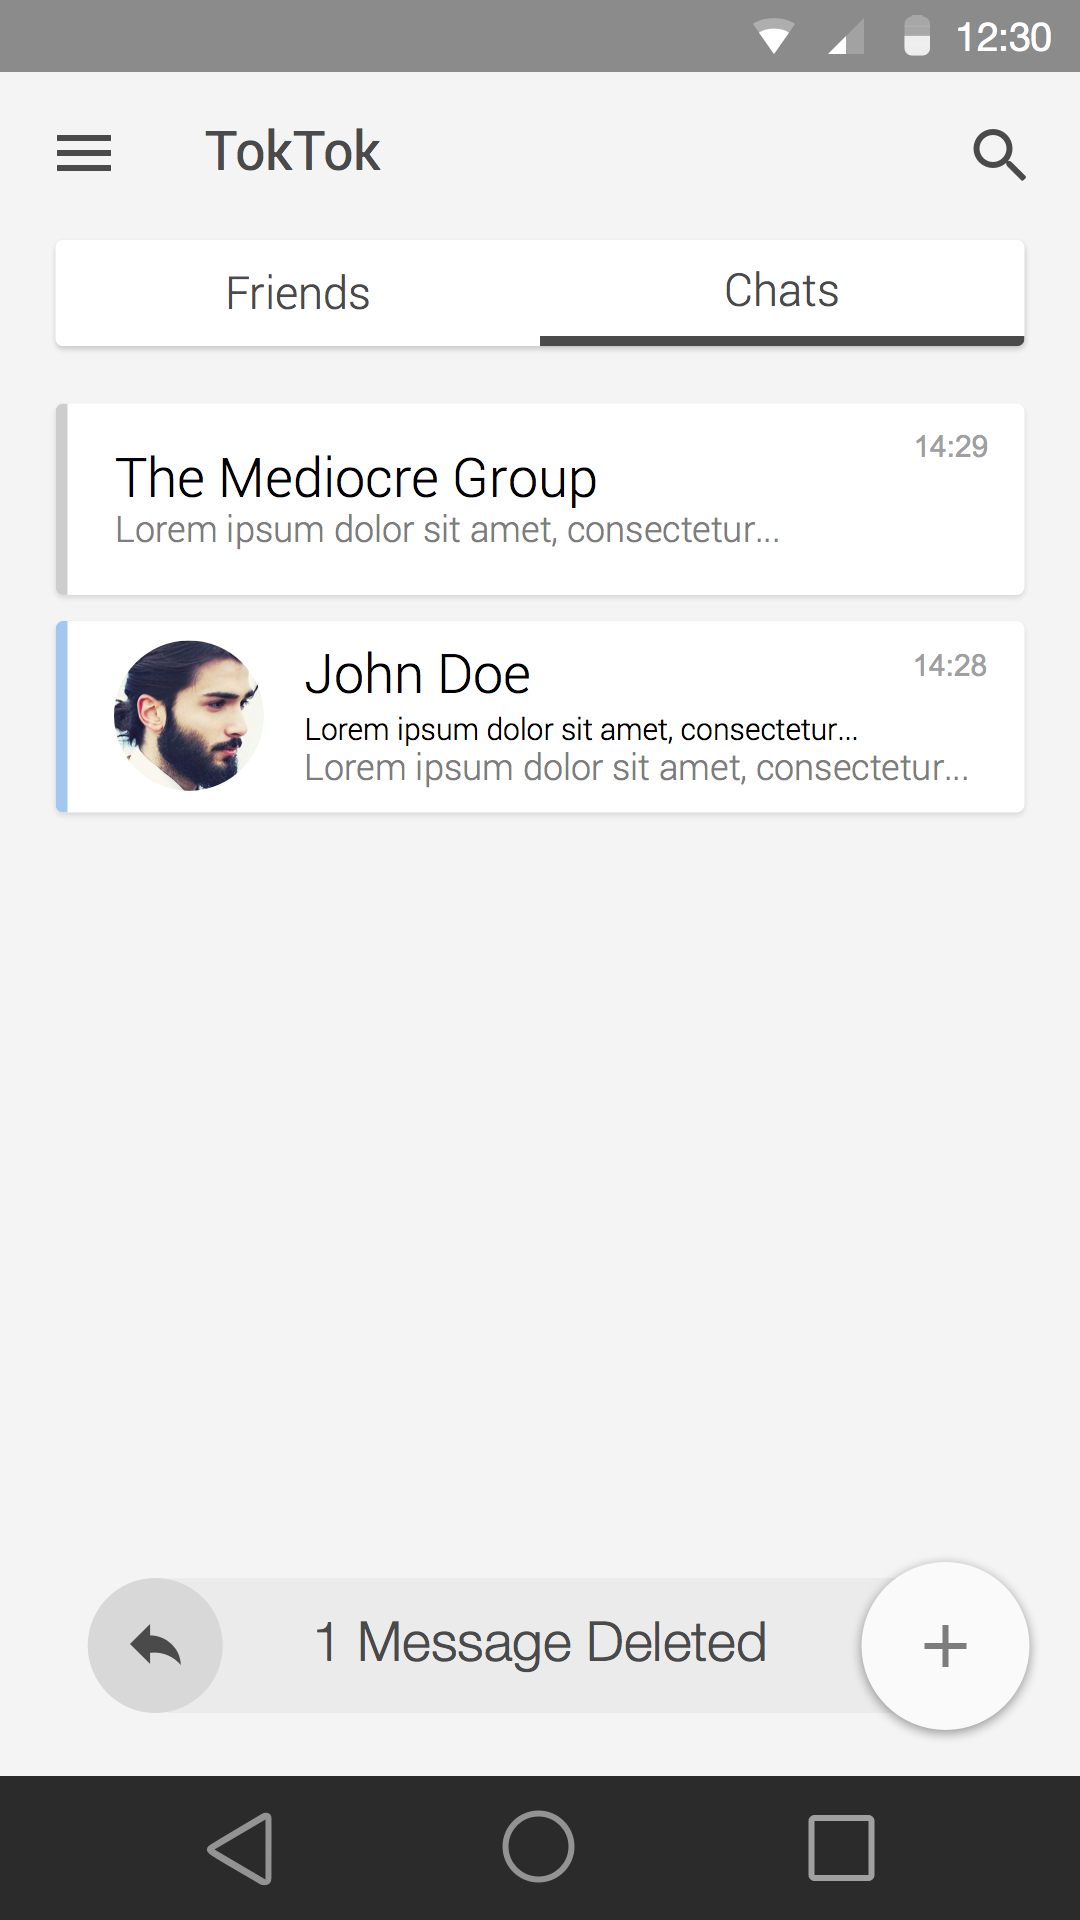 12:30
TokTok
Friends
Chats
14:29
The Mediocre Group
Lorem ipsum dolor sit amet, consectetur...
John Doe
14:28
Lorem ipsum dolor sit amet, consectetur...
Lorem ipsum dolor sit amet, consectetur...
1 Message Deleted